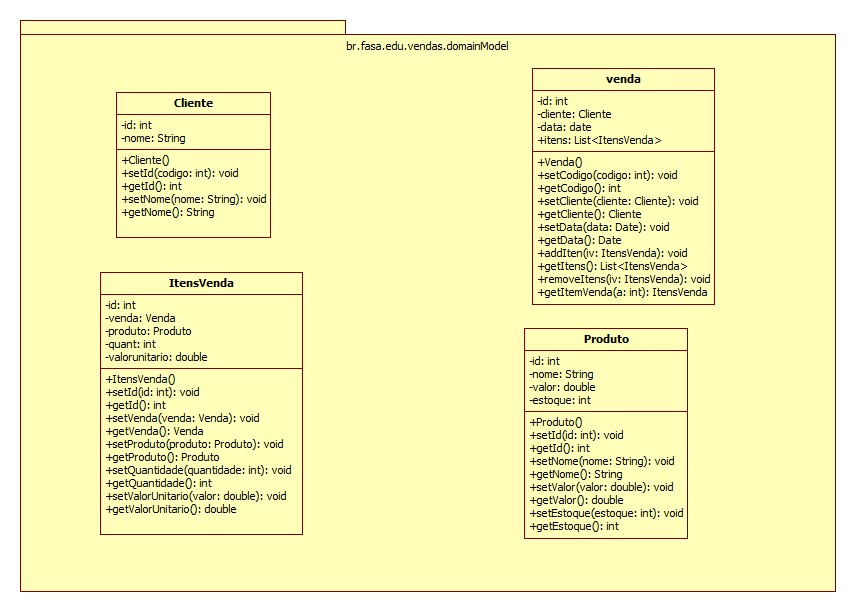 br.fasa.edu.vendas.domainModel
Cliente
-id: int
-nome: String
+Cliente()
+setId(codigo: int): void
+getId(): int
+setNome(nome: String): void
+getNome(): String
venda
-id: int
-cliente: Cliente
-data: date
+itens: List<ItensVenda>
+Venda()
+setCodigo(codigo: int): void
+getCodigo(): int
+setCliente(cliente: Cliente): void
+getCliente(): Cliente
+setData(data: Date): void
+getData(): Date
+addIten(iv: ItensVenda): void
+getItens(): List<ItensVenda>
+removeItens(iv: ItensVenda): void
+getItemVenda(a: int): ItensVenda
ItensVenda
-id: int
-venda: Venda
-produto: Produto
-quant: int
-valorunitario: double
+ItensVenda()
+setId(id: int): void
+getId(): int
+setVenda(venda: Venda): void
+getVenda(): Venda
+setProduto(produto: Produto): void
+getProduto(): Produto
+setQuantidade(quantidade: int): void
+getQuantidade(): int
+setValorUnitario(valor: double): void
+getValorUnitario(): double
Produto
-id: int
-nome: String
-valor: double
-estoque: int
+Produto()
+setId(id: int): void
+getId(): int
+setNome(nome: String): void
+getNome(): String
+setValor(valor: double): void
+getValor(): double
+setEstoque(estoque: int): void
+getEstoque(): int